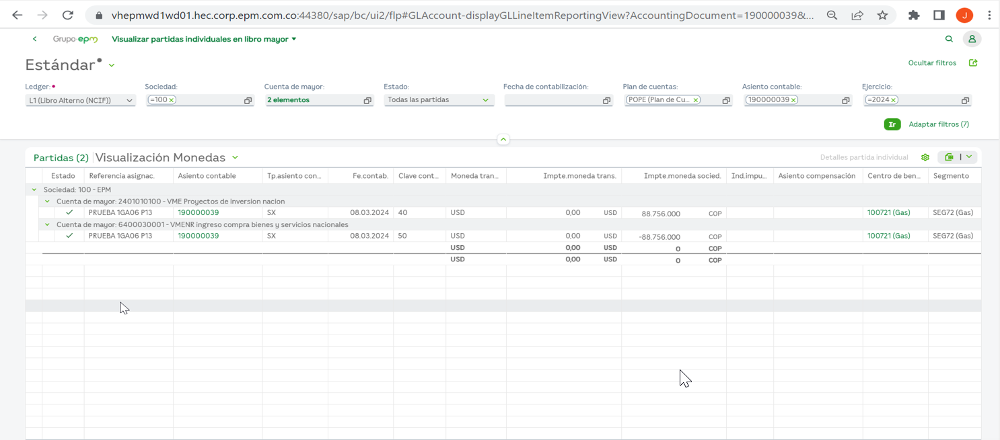 vhepmwd1wd01.hec.corp.epm.com.co:44380/sap/bc/ui2/flp#GLAccount-displayGLLineItemReportingView?AccountingDocument=190000039&... J
Grupo·epm Visualizar partidas individuales en libro mayor
Estándar* Ocultar filtros
Ledger:* Sociedad: Cuenta de mayor: Estado: Fecha de contabilización: Plan de cuentas: Asiento contable: Ejercicio:
L1 (Libro Alterno (NCIF)) =100 × 2 elementos Todas las partidas POPE (Plan de Cu... × 190000039 × =2024 ×
Ir Adaptar filtros (7)
Partidas (2) Visualización Monedas Detalles partida individual
Estado Referencia asignac. Asiento contable Tp.asiento con... Fe.contab. Clave cont... Moneda tran... Impte.moneda trans. Impte.moneda socied. Ind.impu... Asiento compensación Centro de ben... Segmento
Sociedad: 100 - EPM
Cuenta de mayor: 2401010100 - VME Proyectos de inversion nacion
PRUEBA 1GA06 P13 190000039 SX 08.03.2024 40 USD 0,00 USD 88.756.000 COP 100721 (Gas) SEG72 (Gas)
Cuenta de mayor: 6400030001 - VMENR ingreso compra bienes y servicios nacionales
PRUEBA 1GA06 P13 190000039 SX 08.03.2024 50 USD 0,00 USD -88.756.000 COP 100721 (Gas) SEG72 (Gas)
USD 0,00 USD 0 COP
USD 0,00 USD 0 COP